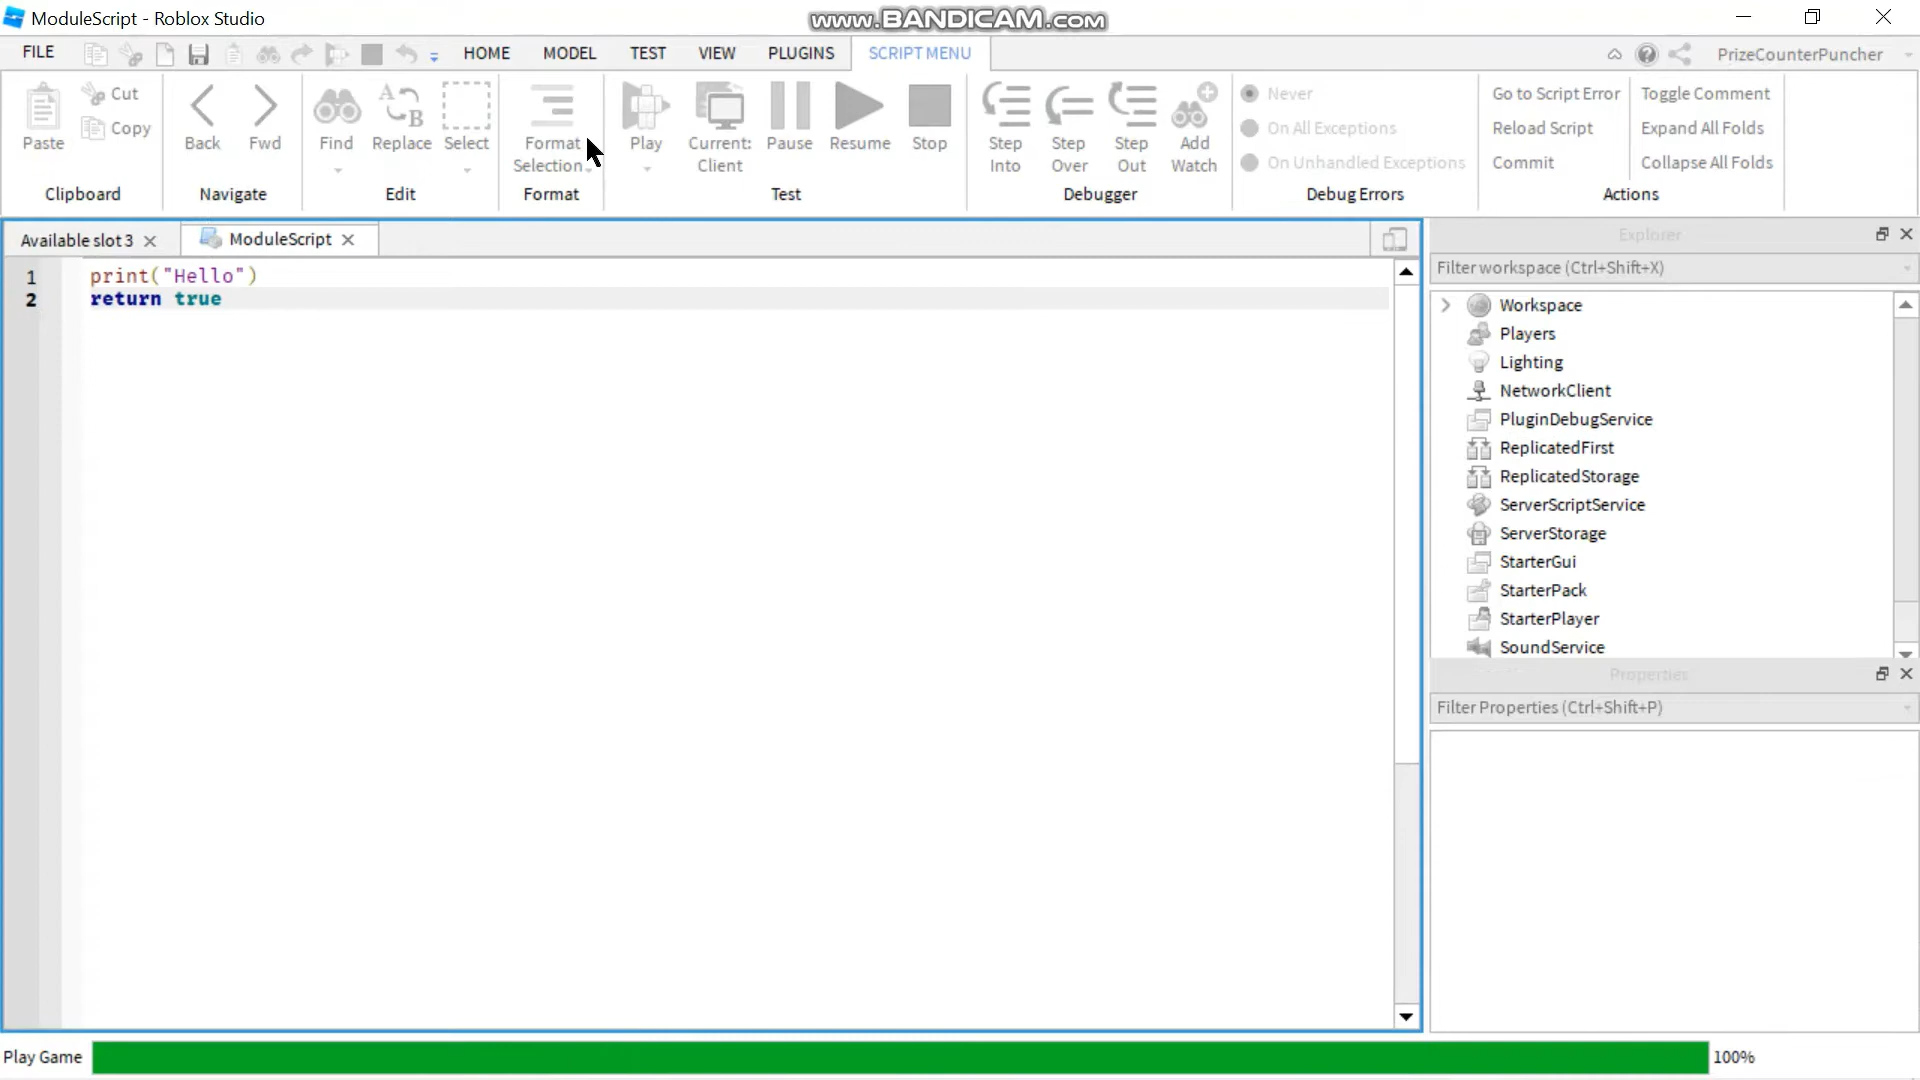 ModuleScript - Roblox Studio
www.BANDICAM.com
FILE HOME MODEL TEST VIEW PLUGINS SCRIPT MENU PrizeCounterPuncher
Paste Cut Copy
Clipboard
Back Fwd
Navigate
Find Replace Select
Edit
Format Selection
Format
Play Current: Client Pause Resume Stop
Test
Step Into Step Over Step Out Add Watch
Debugger
Never
On All Exceptions
On Unhandled Exceptions
Debug Errors
Go to Script Error
Reload Script
Commit
Toggle Comment
Expand All Folds
Collapse All Folds
Actions
Available slot 3 ModuleScript
1 print("Hello")
2 return true
Explorer
Filter workspace (Ctrl+Shift+X)
Workspace
Players
Lighting
NetworkClient
PluginDebugService
ReplicatedFirst
ReplicatedStorage
ServerScriptService
ServerStorage
StarterGui
StarterPack
StarterPlayer
SoundService
Properties
Filter Properties (Ctrl+Shift+P)
Play Game 100%